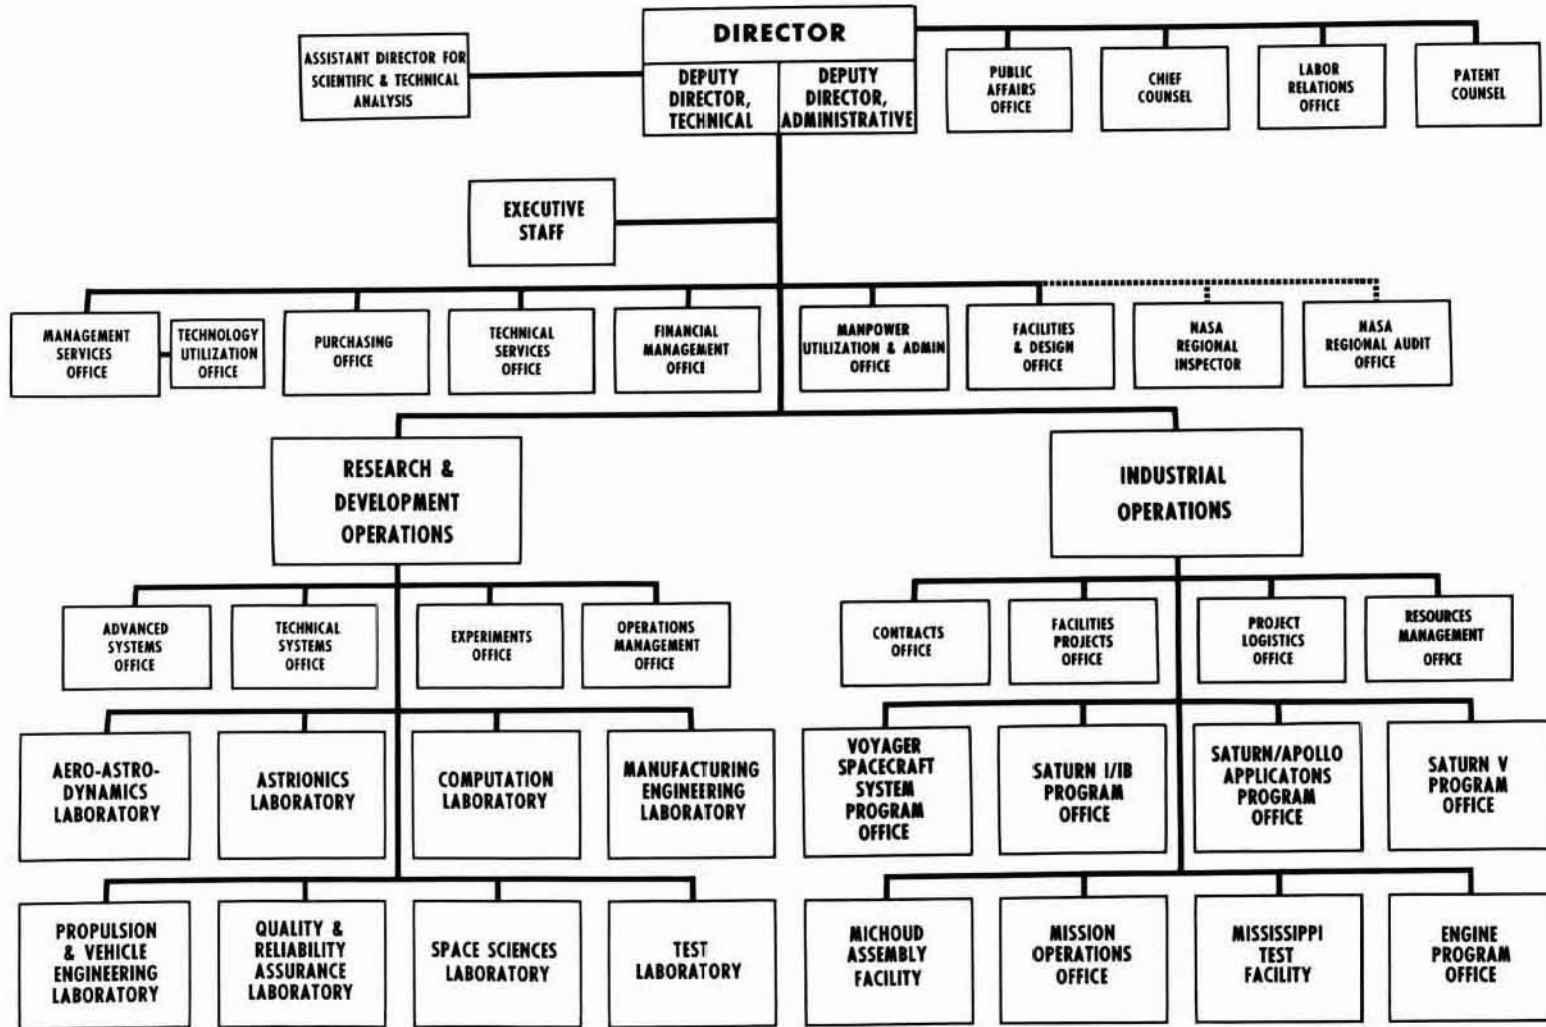 DIRECTOR
ASSISTANT DIRECTOR FOR
SCIENTIFIC & TECHNICAL
ANALYSIS
DEPUTY
DIRECTOR,
TECHNICAL
DEPUTY
DIRECTOR,
ADMINISTRATIVE
PUBLIC
AFFAIRS
OFFICE
CHIEF
COUNSEL
LABOR
RELATIONS
OFFICE
PATENT
COUNSEL
EXECUTIVE
STAFF
MANAGEMENT
SERVICES
OFFICE
TECHNOLOGY
UTILIZATION
OFFICE
PURCHASING
OFFICE
TECHNICAL
SERVICES
OFFICE
FINANCIAL
MANAGEMENT
OFFICE
MANPOWER
UTILIZATION & ADMIN
OFFICE
FACILITIES
& DESIGN
OFFICE
NASA
REGIONAL
INSPECTOR
NASA
REGIONAL AUDIT
OFFICE
RESEARCH &
DEVELOPMENT
OPERATIONS
INDUSTRIAL
OPERATIONS
ADVANCED
SYSTEMS
OFFICE
TECHNICAL
SYSTEMS
OFFICE
EXPERIMENTS
OFFICE
OPERATIONS
MANAGEMENT
OFFICE
CONTRACTS
OFFICE
FACILITIES
PROJECTS
OFFICE
PROJECT
LOGISTICS
OFFICE
RESOURCES
MANAGEMENT
OFFICE
AERO-ASTRO-
DYNAMICS
LABORATORY
ASTRIONICS
LABORATORY
COMPUTATION
LABORATORY
MANUFACTURING
ENGINEERING
LABORATORY
VOYAGER
SPACECRAFT
SYSTEM
PROGRAM
OFFICE
SATURN I/IB
PROGRAM
OFFICE
SATURN/APOLLO
APPLICATONS
PROGRAM
OFFICE
SATURN V
PROGRAM
OFFICE
PROPULSION
& VEHICLE
ENGINEERING
LABORATORY
QUALITY &
RELIABILITY
ASSURANCE
LABORATORY
SPACE SCIENCES
LABORATORY
TEST
LABORATORY
MICHOUD
ASSEMBLY
FACILITY
MISSION
OPERATIONS
OFFICE
MISSISSIPPI
TEST
FACILITY
ENGINE
PROGRAM
OFFICE